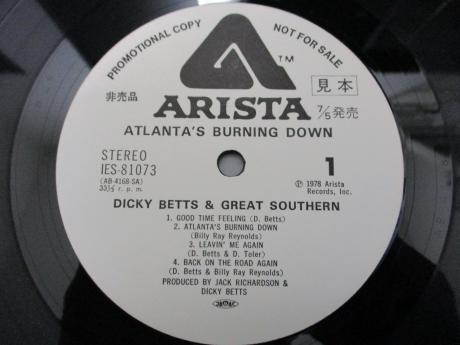 PROMOTIONAL COPY NOT FOR SALE
TM
非売品
見本
ARISTA
7/5発売
ATLANTA'S BURNING DOWN
STEREO
IES-81073
(AB-4168-SA)
33⅓ r. p. m.
1
Ⓟ 1978 Arista
Records, Inc.
DICKY BETTS & GREAT SOUTHERN
1. GOOD TIME FEELING (D. Betts)
2. ATLANTA'S BURNING DOWN
(Billy Ray Reynolds)
3. LEAVIN' ME AGAIN
(D. Betts & D. Toler)
4. BACK ON THE ROAD AGAIN
(D. Betts & Billy Ray Reynolds)
PRODUCED BY JACK RICHARDSON &
DICKY BETTS